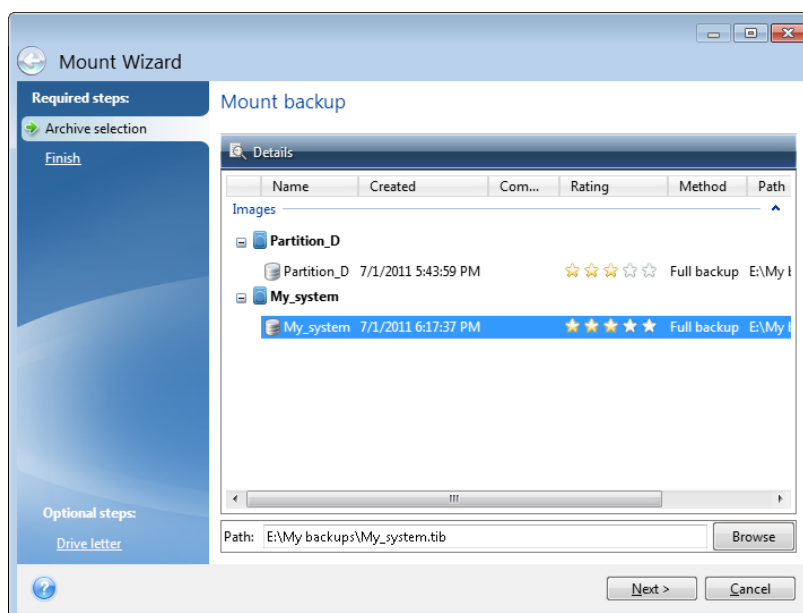 Mount Wizard
Required steps:
Archive selection
Finish
Optional steps:
Drive letter
Mount backup
Details
Name Created Com... Rating Method Path
Images
Partition_D
Partition_D 7/1/2011 5:43:59 PM Full backup E:\My
My_system
My_system 7/1/2011 6:17:37 PM Full backup E:\My
Path: E:\My backups\My_system.tib Browse
Next > Cancel